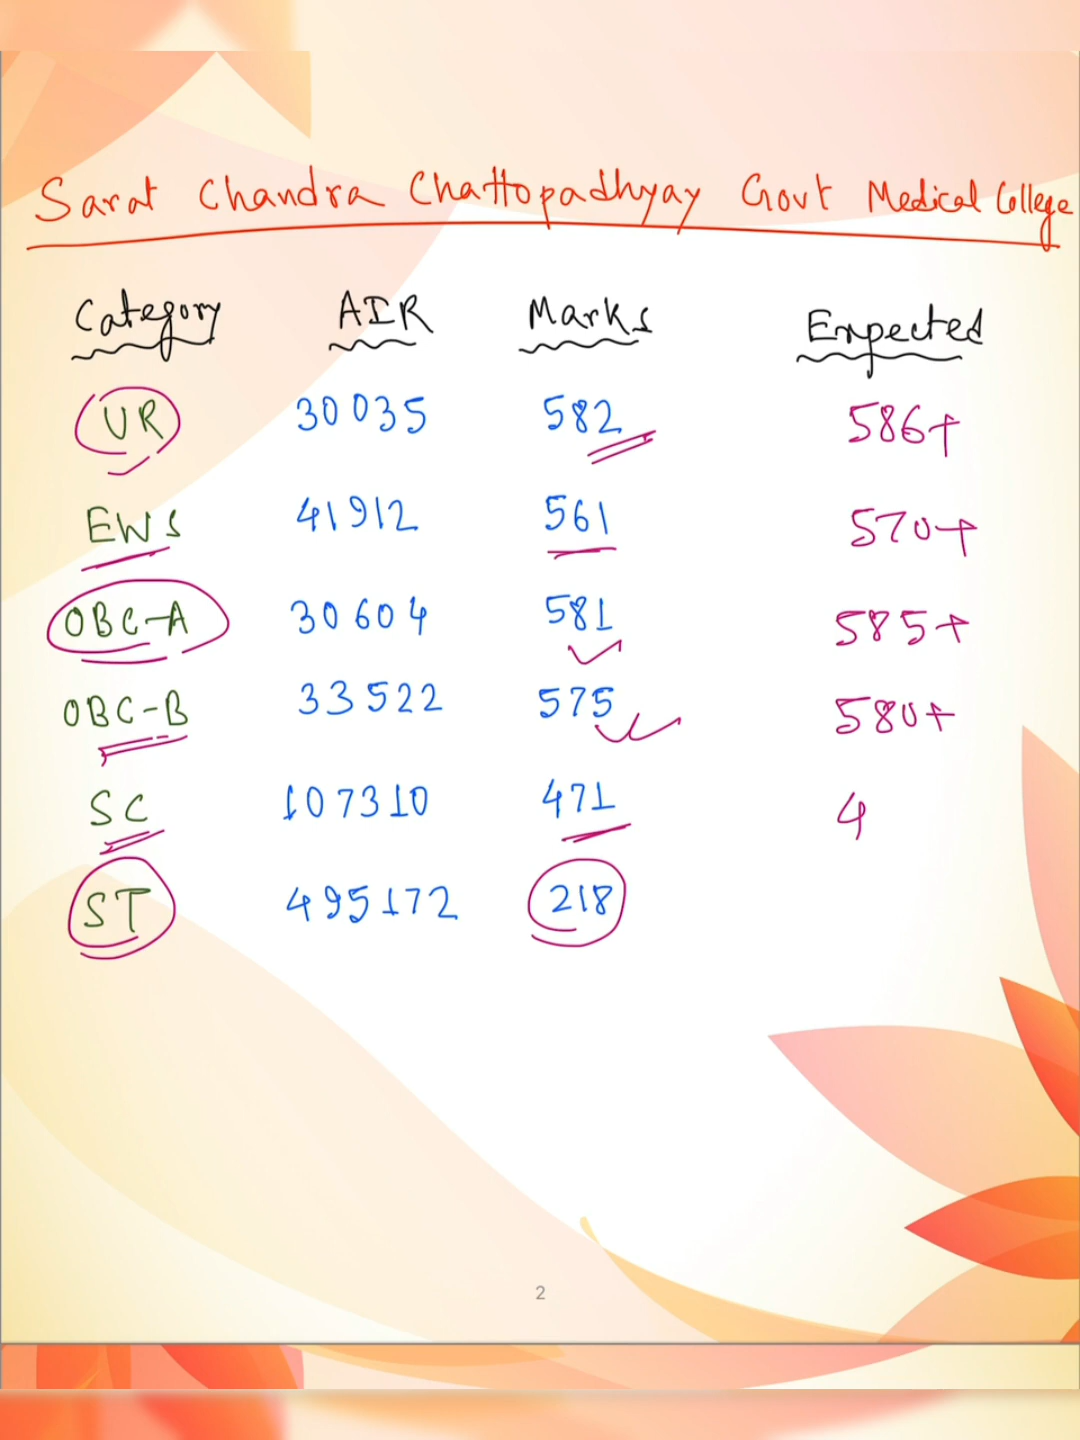 Sarat Chandra Chattopadhyay Govt Medical College
Category AIR Marks Expected
UR 30035 582 586+
EWS 41912 561 570+
OBC-A 30604 581 585+
OBC-B 33522 575 580+
SC 107310 471 4
ST 495172 218
2